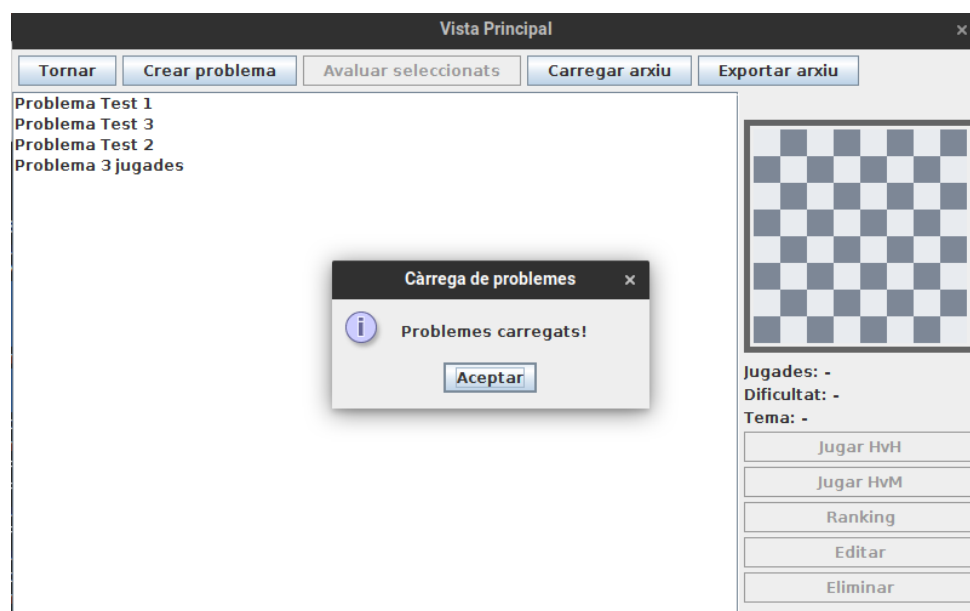 Vista Principal ×
Tornar Crear problema Avaluar seleccionats Carregar arxiu Exportar arxiu
Problema Test 1
Problema Test 3
Problema Test 2
Problema 3 jugades
Càrrega de problemes ×
i Problemes carregats!
Aceptar
Jugades: -
Dificultat: -
Tema: -
Jugar HvH
Jugar HvM
Ranking
Editar
Eliminar